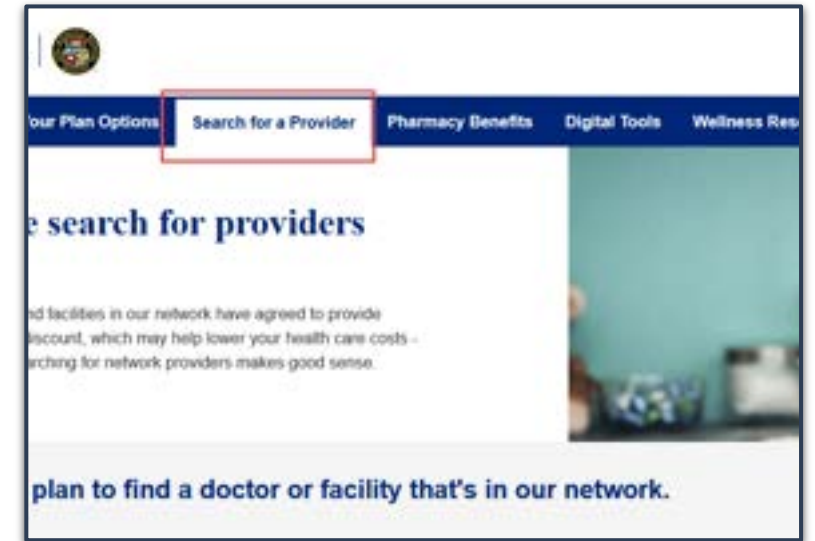 our Plan Options Search for a Provider Pharmacy Benefits Digital Tools Wellness Res
e search for providers
nd facilities in our network have agreed to provide
discount, which may help lower your health care costs -
arching for network providers makes good sense.
plan to find a doctor or facility that's in our network.